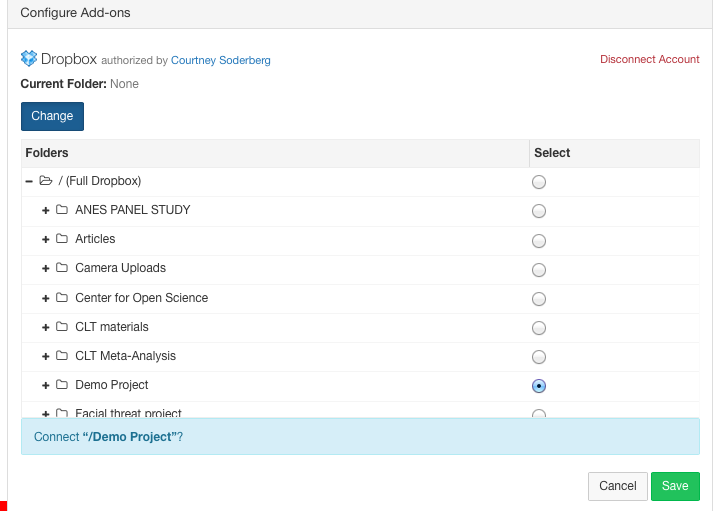 Configure Add-ons
Dropbox authorized by Courtney Soderberg
Disconnect Account
Current Folder: None
Change
Folders
Select
/ (Full Dropbox)
ANES PANEL STUDY
Articles
Camera Uploads
Center for Open Science
CLT materials
CLT Meta-Analysis
Demo Project
Facial threat project
Connect “/Demo Project”?
Cancel
Save